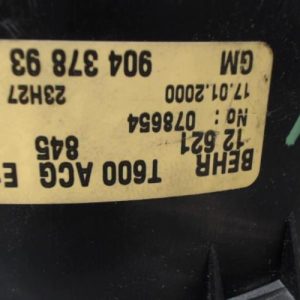 BEHR T600 ACG E
12 621 845
No : 078654
17.01.2000 23H27
GM 904 378 93